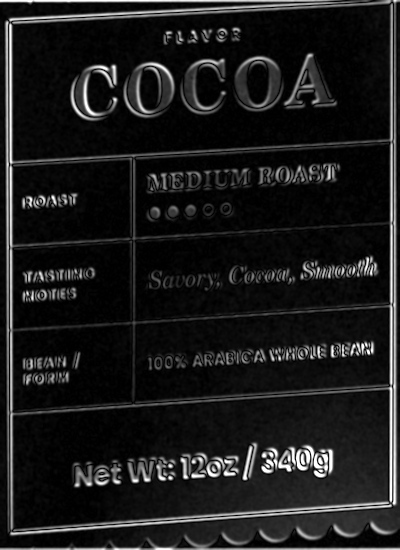 FLAVOR
COCOA
ROAST
MEDIUM ROAST
TASTING
NOTES
Savory, Cocoa, Smooth
BEAN /
FORM
100% ARABICA WHOLE BEAN
Net Wt: 12oz / 340g